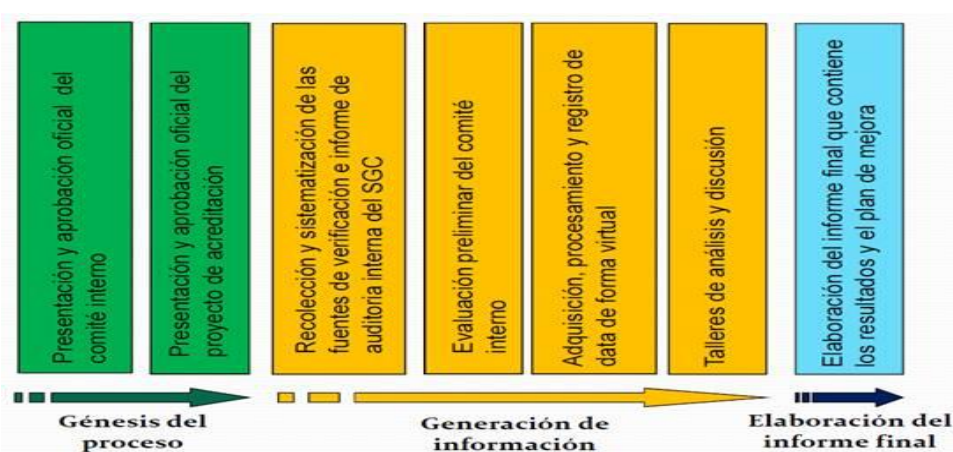 Presentación y aprobación oficial del
comité interno
Presentación y aprobación oficial del
proyecto de acreditación
Recolección y sistematización de las
fuentes de verificación e informe de
auditoria interna del SGC
Evaluación preliminar del comité
interno
Adquisición, procesamiento y registro de
data de forma virtual
Talleres de análisis y discusión
Elaboración del informe final que contiene
los resultados y el plan de mejora
Génesis del
proceso
Generación de
información
Elaboración del
informe final